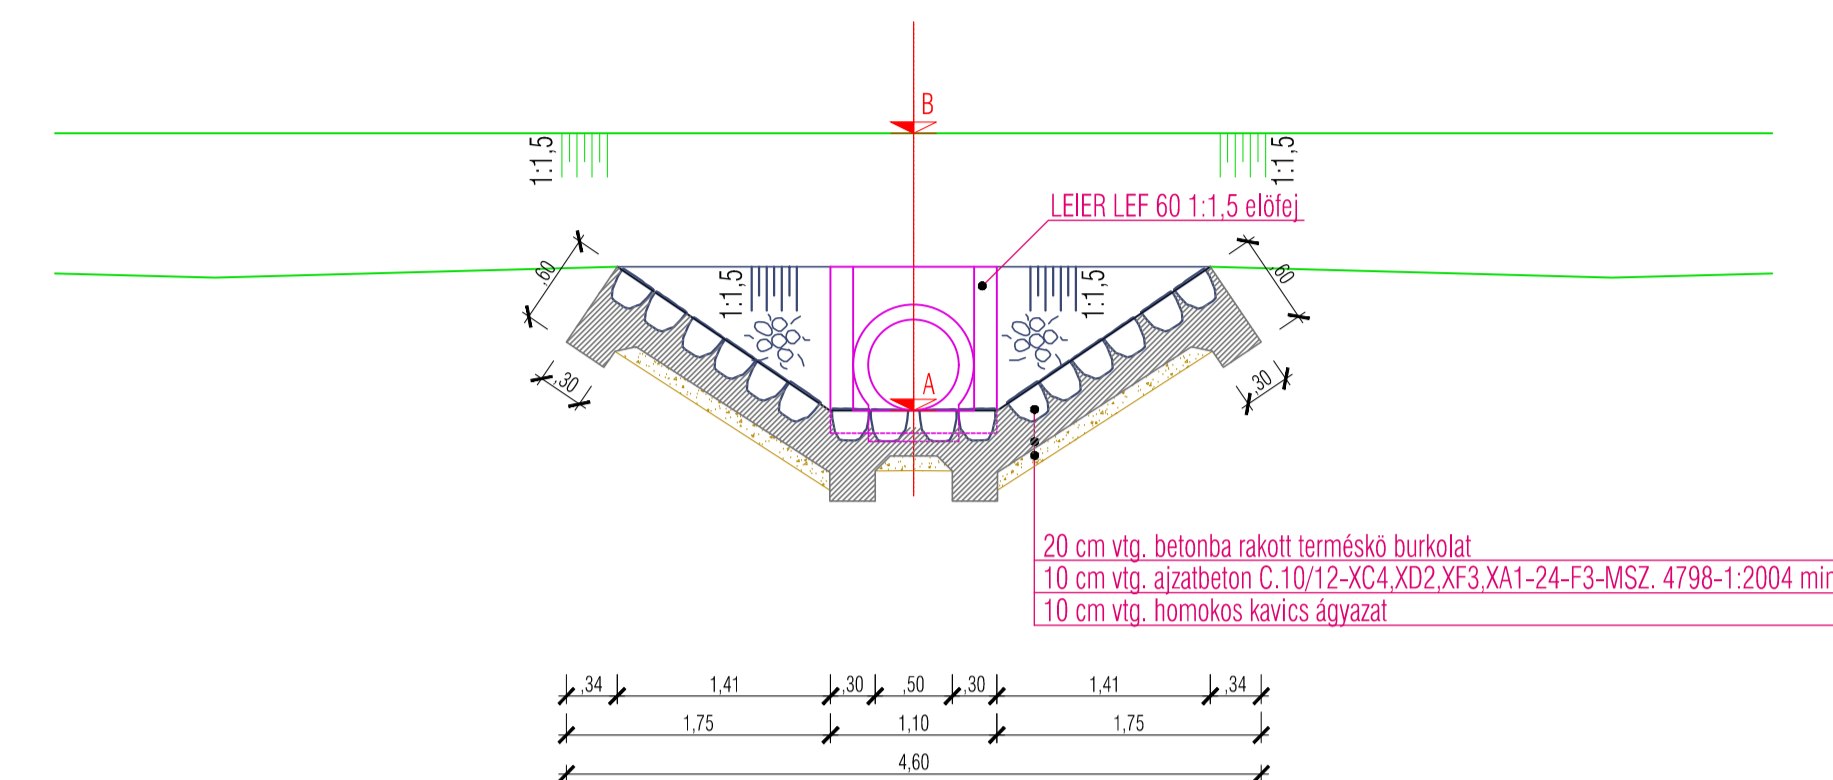 B
1:1,5
1:1,5
LEIER LEF 60 1:1,5 előfej
,60
,60
1:1,5
1:1,5
,30
A
,30
20 cm vtg. betonba rakott terméskö burkolat
10 cm vtg. ajzatbeton C.10/12-XC4,XD2,XF3,XA1-24-F3-MSZ. 4798-1:2004 min
10 cm vtg. homokos kavics ágyazat
,34 1,41 ,30 ,50 ,30 1,41 ,34
1,75 1,10 1,75
4,60